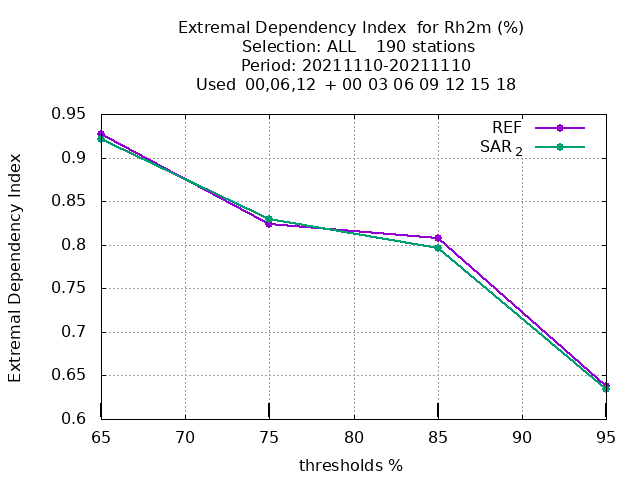 Extremal Dependency Index  for Rh2m (%)
Selection: ALL    190 stations
Period: 20211110-20211110
Used  00,06,12  + 00 03 06 09 12 15 18
REF
SAR 2
0.95
0.9
0.85
0.8
0.75
0.7
0.65
0.6
Extremal Dependency Index
65 70 75 80 85 90 95
thresholds %